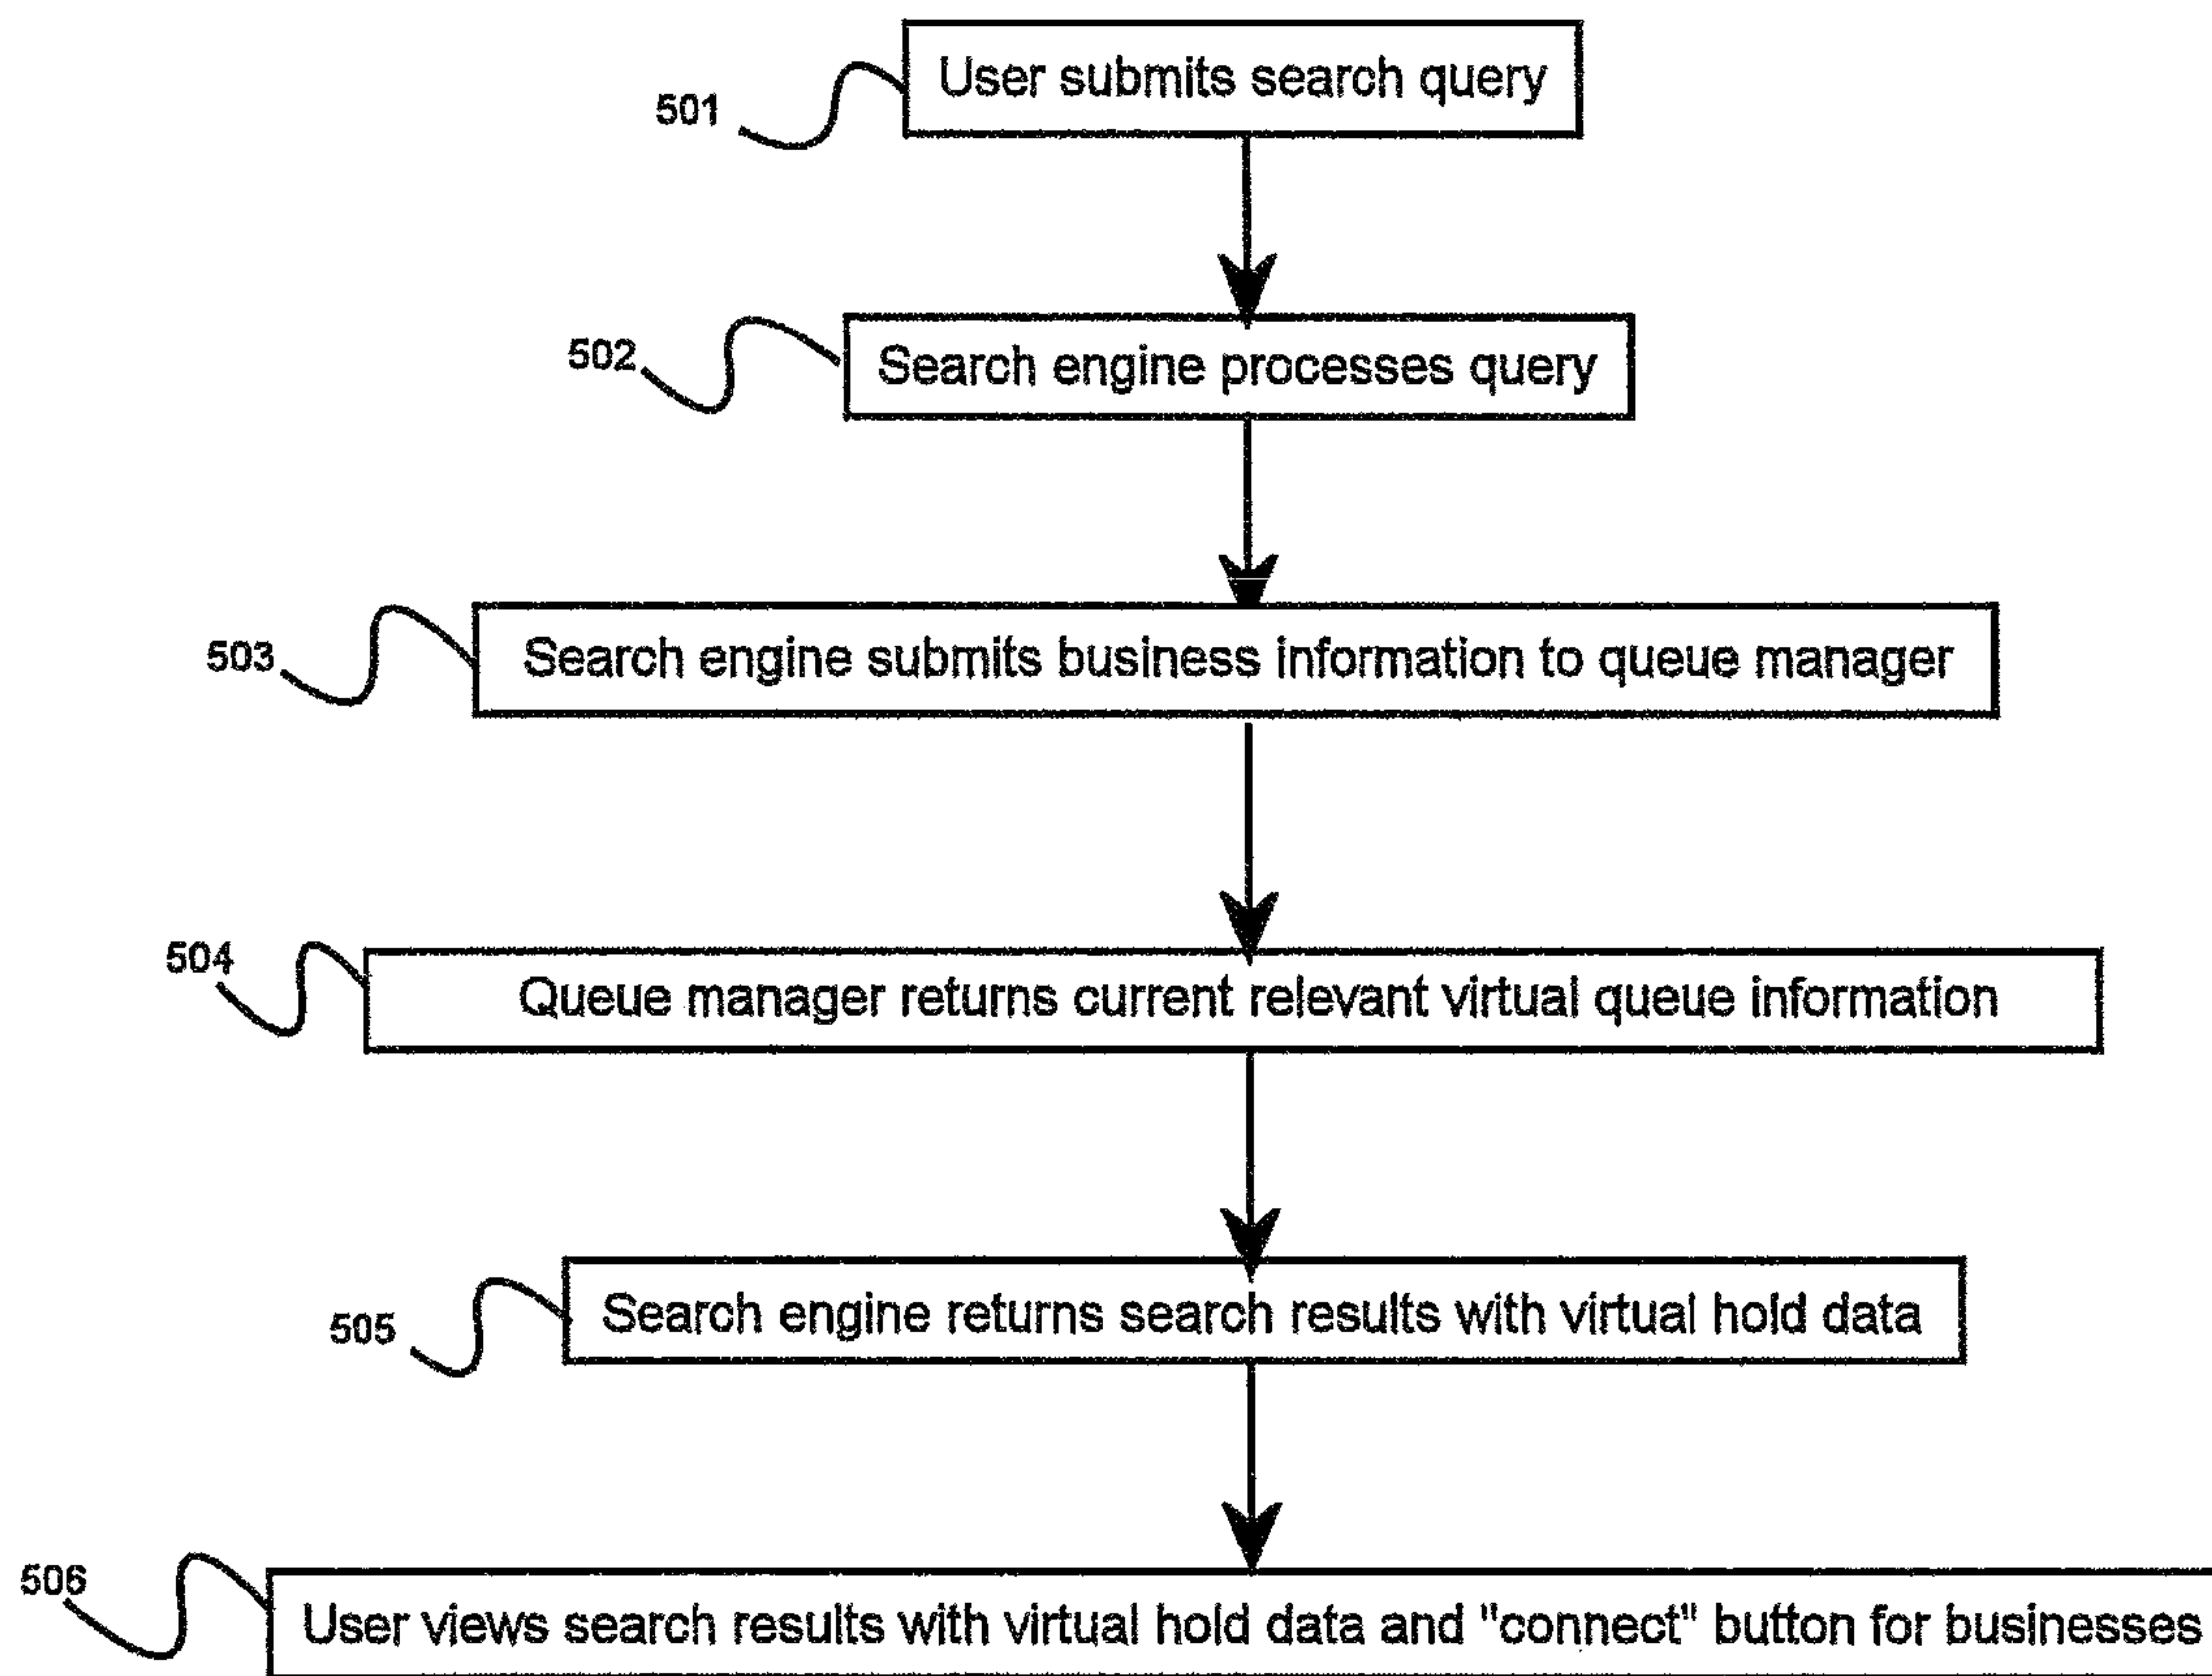 User submits search query
501
Search engine processes query
502
Search engine submits business information to queue manager
503
Queue manager returns current relevant virtual queue information
504
Search engine returns search results with virtual hold data
505
User views search results with virtual hold data and "connect" button for businesses
506